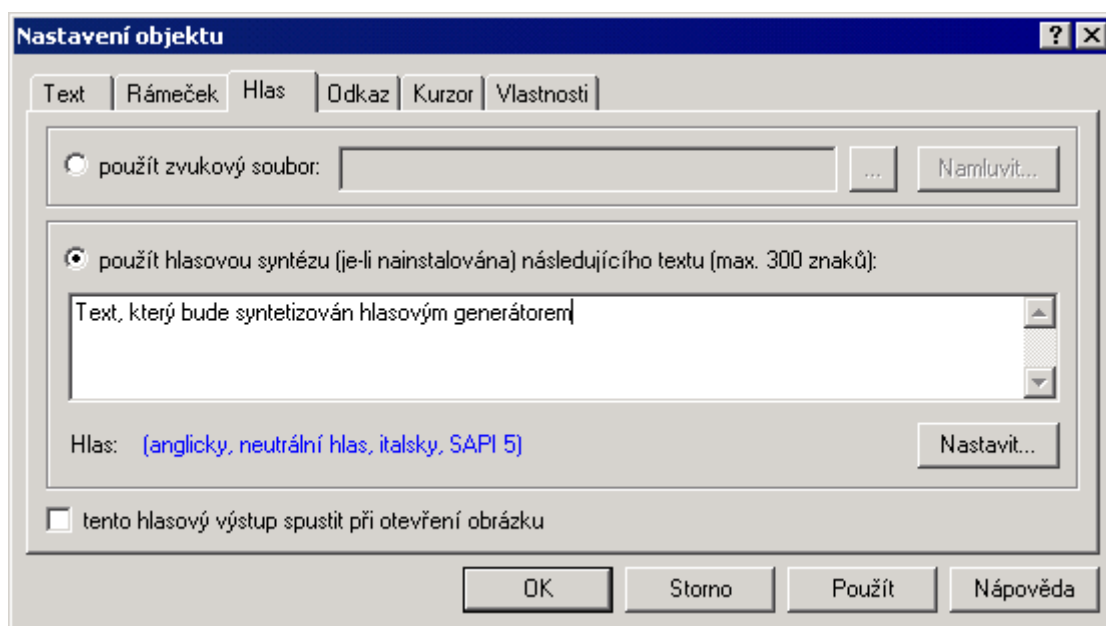 Nastavení objektu
Text Rámeček Hlas Odkaz Kurzor Vlastnosti
použít zvukový soubor: ... Namluvit...
použít hlasovou syntézu (je-li nainstalována) následujícího textu (max. 300 znaků):
Text, který bude syntetizován hlasovým generátorem
Hlas: (anglicky, neutrální hlas, italsky, SAPI 5) Nastavit...
tento hlasový výstup spustit při otevření obrázku
OK Storno Použít Nápověda